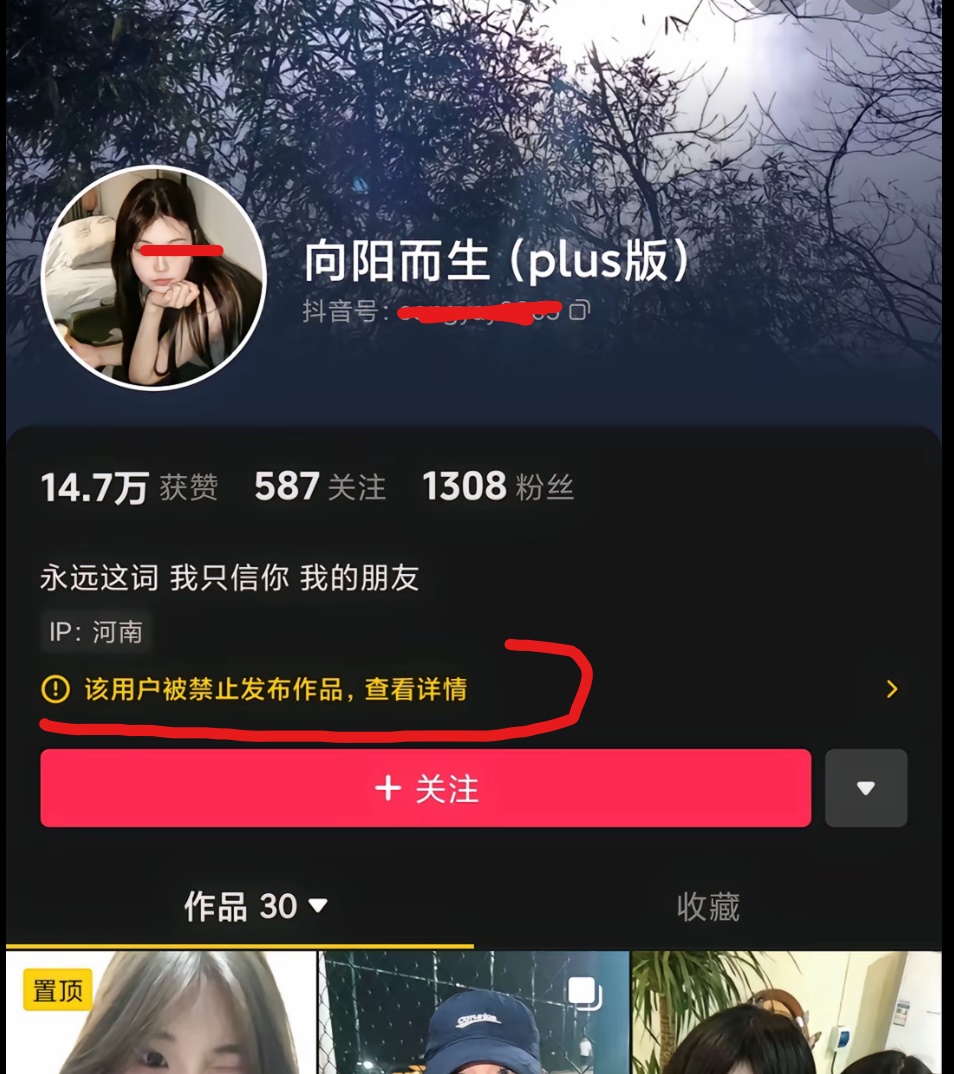 向阳而生 (plus版)
抖音号:
14.7万 获赞 587 关注 1308 粉丝
永远这词 我只信你 我的朋友
IP: 河南
该用户被禁止发布作品, 查看详情
+ 关注
作品 30 收藏
置顶